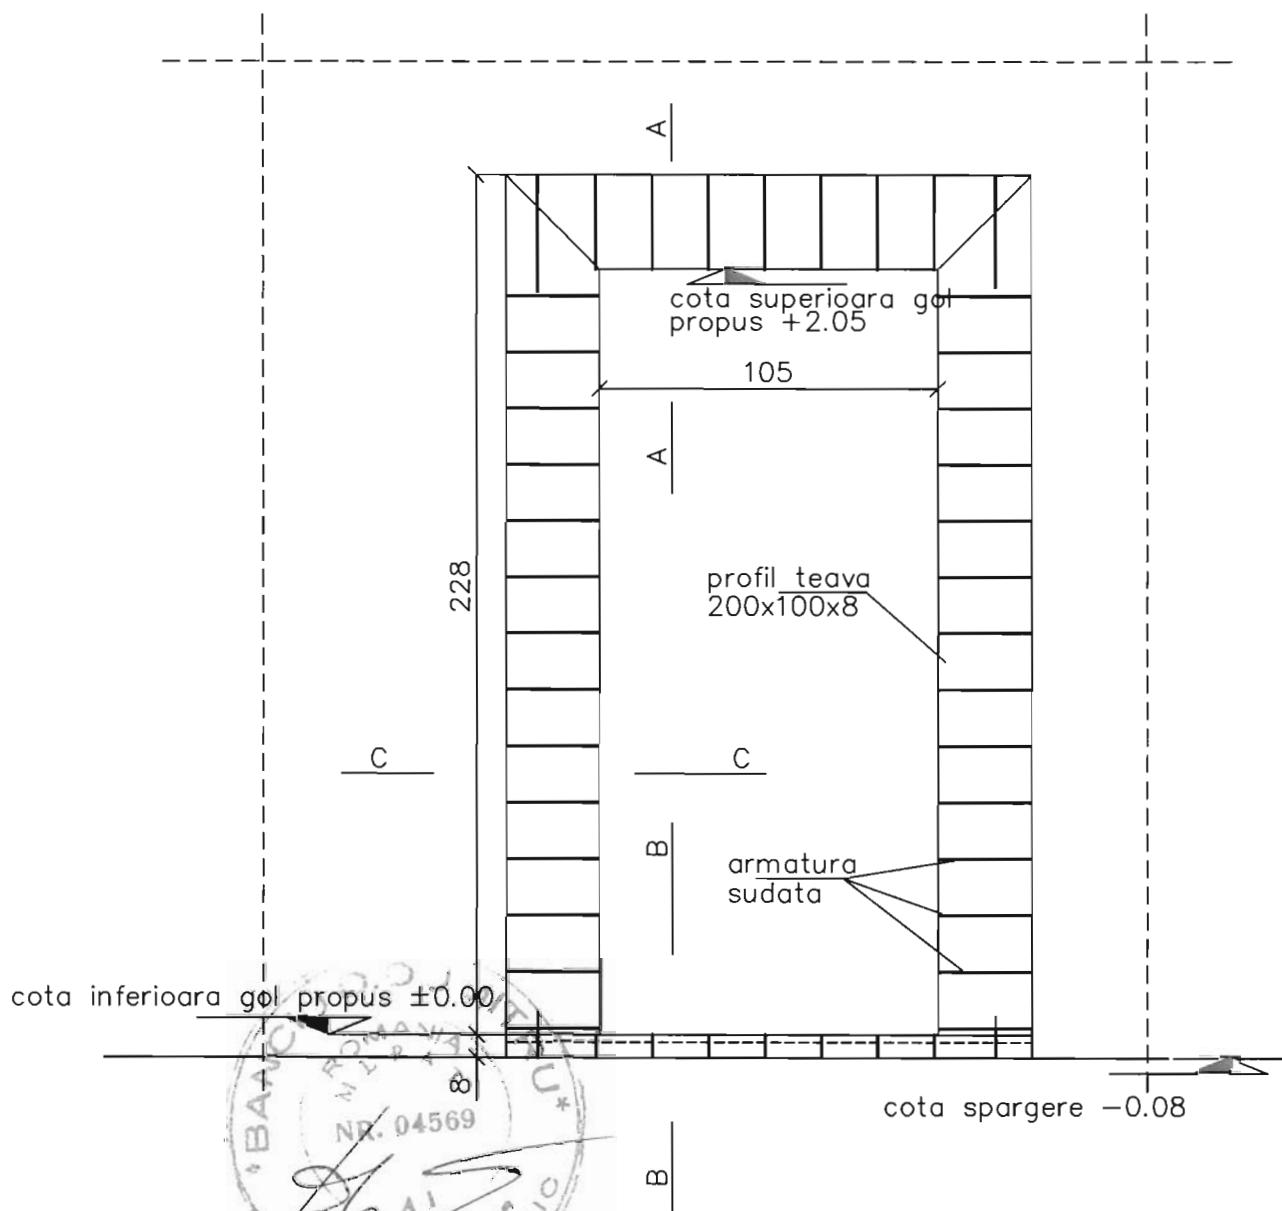 A
cota superioara gol
propus +2.05
105
A
profil teava
200x100x8
228
C
C
B
armatura
sudata
cota inferioara gol propus ±0.00
8
cota spargere -0.08
ROMANIA
NR. 04569
B